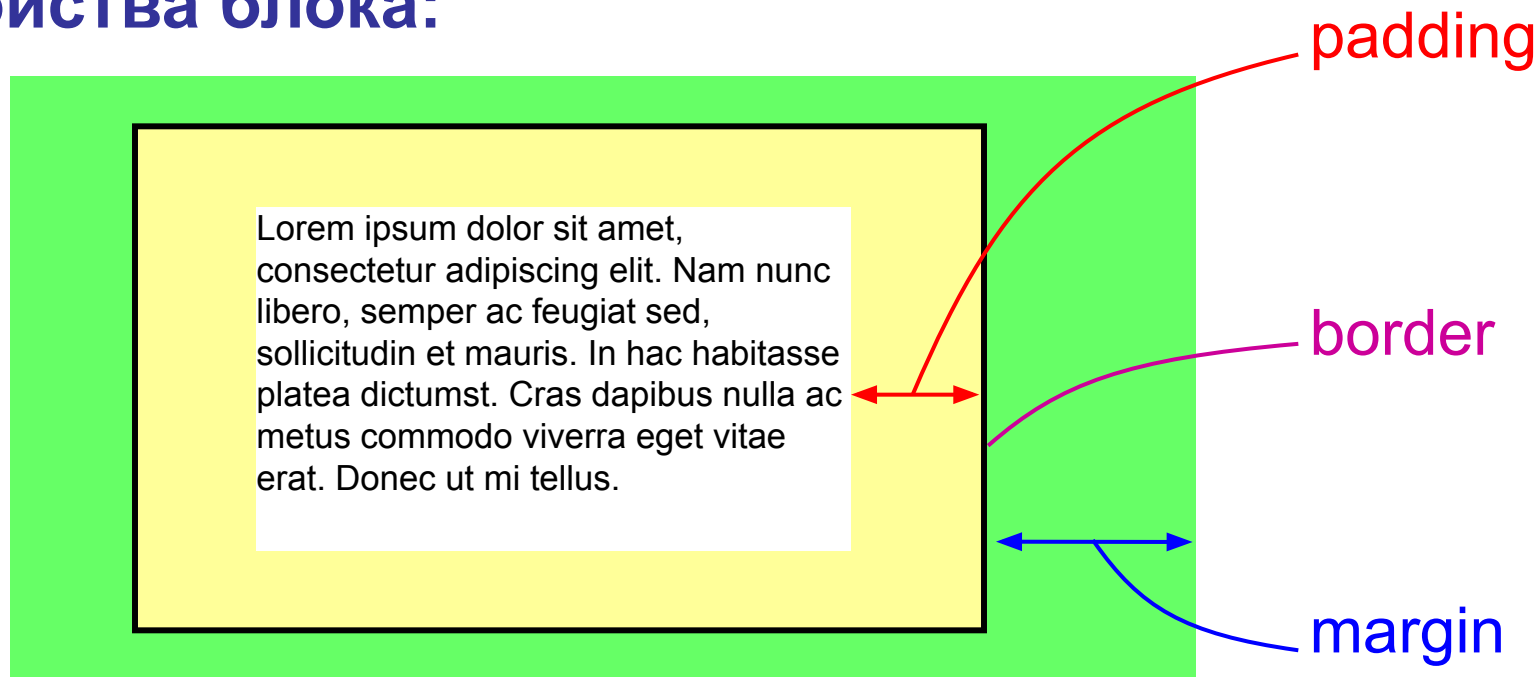 блока:
padding
Lorem ipsum dolor sit amet,
consectetur adipiscing elit. Nam nunc
libero, semper ac feugiat sed,
sollicitudin et mauris. In hac habitasse
platea dictumst. Cras dapibus nulla ac
metus commodo viverra eget vitae
erat. Donec ut mi tellus.
border
margin